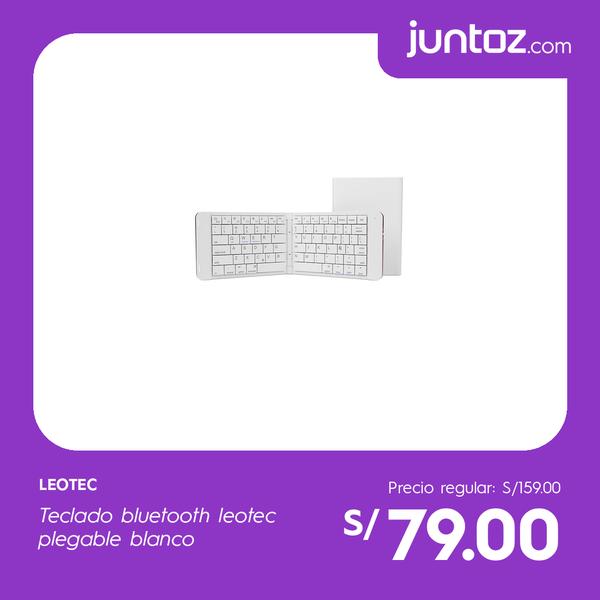 juntoz.com
LEOTEC
Teclado bluetooth leotec
plegable blanco
Precio regular: S/159.00
S/79.00